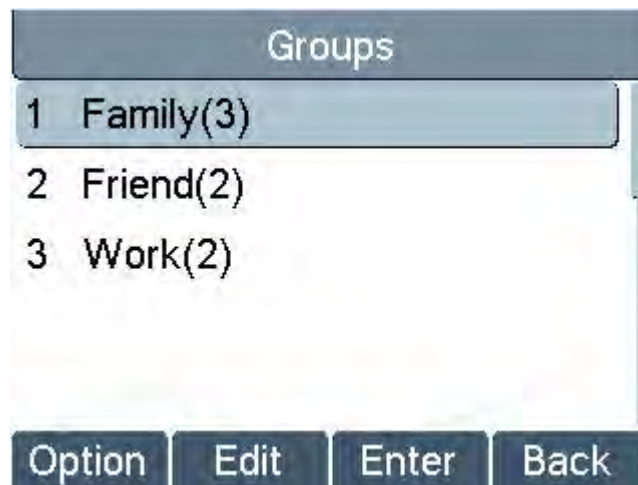 Groups
1 Family(3)
2 Friend(2)
3 Work(2)
Option Edit Enter Back